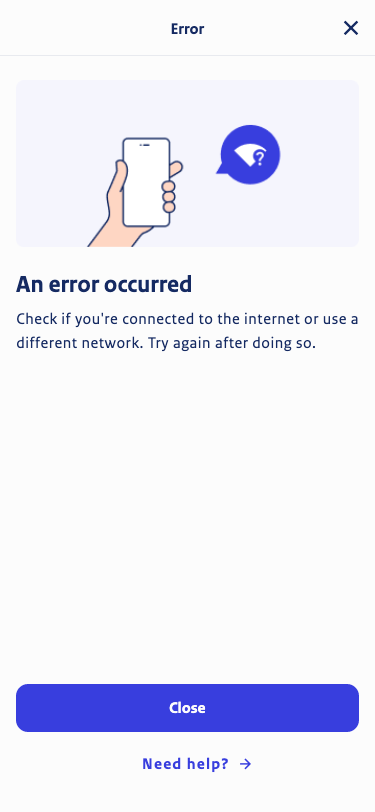 Error
An error occurred
Check if you're connected to the internet or use a
different network. Try again after doing so.
Close
Need help?